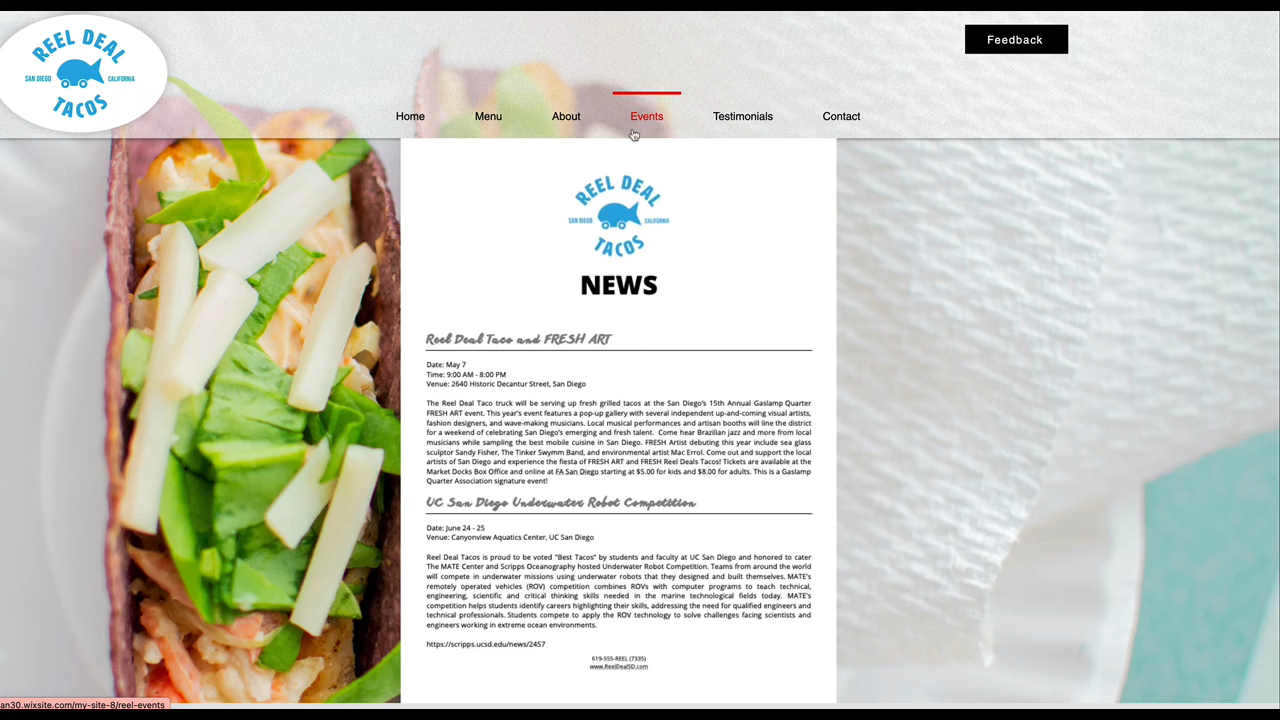 REEL DEAL
SAN DIEGO CALIFORNIA
TACOS
Feedback
Home Menu About Events Testimonials Contact
REEL DEAL
SAN DIEGO CALIFORNIA
TACOS
NEWS
Reel Deal Taco and FRESH ART
Date: May 7
Time: 9:00 AM - 8:00 PM
Venue: 2640 Historic Decantur Street, San Diego
The Reel Deal Taco truck will be serving up fresh grilled tacos at the San Diego's 15th Annual Gaslamp Quarter
FRESH ART event. This year's event features a pop-up gallery with several independent up-and-coming visual artists,
fashion designers, and wave-making musicians. Local musical performances and artisan booths will line the district
for a weekend of celebrating San Diego's emerging and fresh talent. Come hear Brazilian jazz and more from local
musicians while sampling the best mobile cuisine in San Diego. FRESH Artist debuting this year include sea glass
sculptor Sandy Fisher, The Tinker Swymm Band, and environmental artist Mac Errol. Come out and support the local
artists of San Diego and experience the fiesta of FRESH ART and FRESH Reel Deals Tacos! Tickets are available at the
Market Docks Box Office and online at FA San Diego starting at $5.00 for kids and $8.00 for adults. This is a Gaslamp
Quarter Association signature event!
UC San Diego Underwater Robot Competition
Date: June 24 - 25
Venue: Canyonview Aquatics Center, UC San Diego
Reel Deal Tacos is proud to be voted "Best Tacos" by students and faculty at UC San Diego and honored to cater
The MATE Center and Scripps Oceanography hosted Underwater Robot Competition. Teams from around the world
will compete in underwater missions using underwater robots that they designed and built themselves. MATE's
remotely operated vehicles (ROV) competition combines ROVs with computer programs to teach technical,
engineering, scientific and critical thinking skills needed in the marine technological fields today. MATE's
competition helps students identify careers highlighting their skills, addressing the need for qualified engineers and
technical professionals. Students compete to apply the ROV technology to solve challenges facing scientists and
engineers working in extreme ocean environments.
https://scripps.ucsd.edu/news/2457
619-555-REEL (7335)
www.ReelDealSD.com
an30.wixsite.com/my-site-8/reel-events